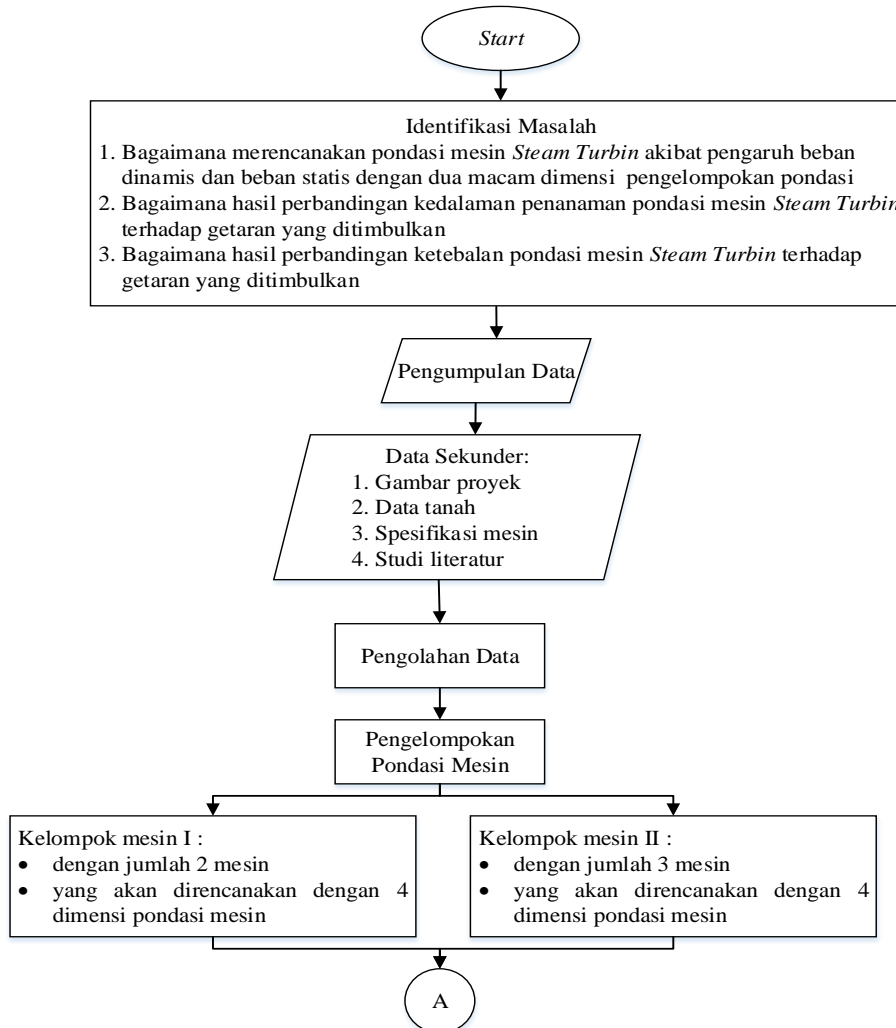 Start
Identifikasi Masalah
1. Bagaimana merencanakan pondasi mesin Steam Turbin akibat pengaruh beban
dinamis dan beban statis dengan dua macam dimensi pengelompokan pondasi
2. Bagaimana hasil perbandingan kedalaman penanaman pondasi mesin Steam Turbin
terhadap getaran yang ditimbulkan
3. Bagaimana hasil perbandingan ketebalan pondasi mesin Steam Turbin terhadap
getaran yang ditimbulkan
Pengumpulan Data
Data Sekunder:
1. Gambar proyek
2. Data tanah
3. Spesifikasi mesin
4. Studi literatur
Pengolahan Data
Pengelompokan
Pondasi Mesin
Kelompok mesin I :
• dengan jumlah 2 mesin
• yang akan direncanakan dengan 4
dimensi pondasi mesin
Kelompok mesin II :
• dengan jumlah 3 mesin
• yang akan direncanakan dengan 4
dimensi pondasi mesin
A